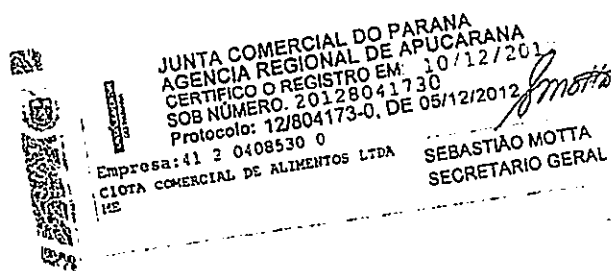 JUNTA COMERCIAL DO PARANA
AGENCIA REGIONAL DE APUCARANA
CERTIFICO O REGISTRO EM: 10/12/201
SOB NÚMERO. 20128041730
Protocolo: 12/804173-0, DE 05/12/2012
Motta
Empresa:41 2 0408530 0
CIOTA COMERCIAL DE ALIMENTOS LTDA
ME
SEBASTIÃO MOTTA
SECRETARIO GERAL